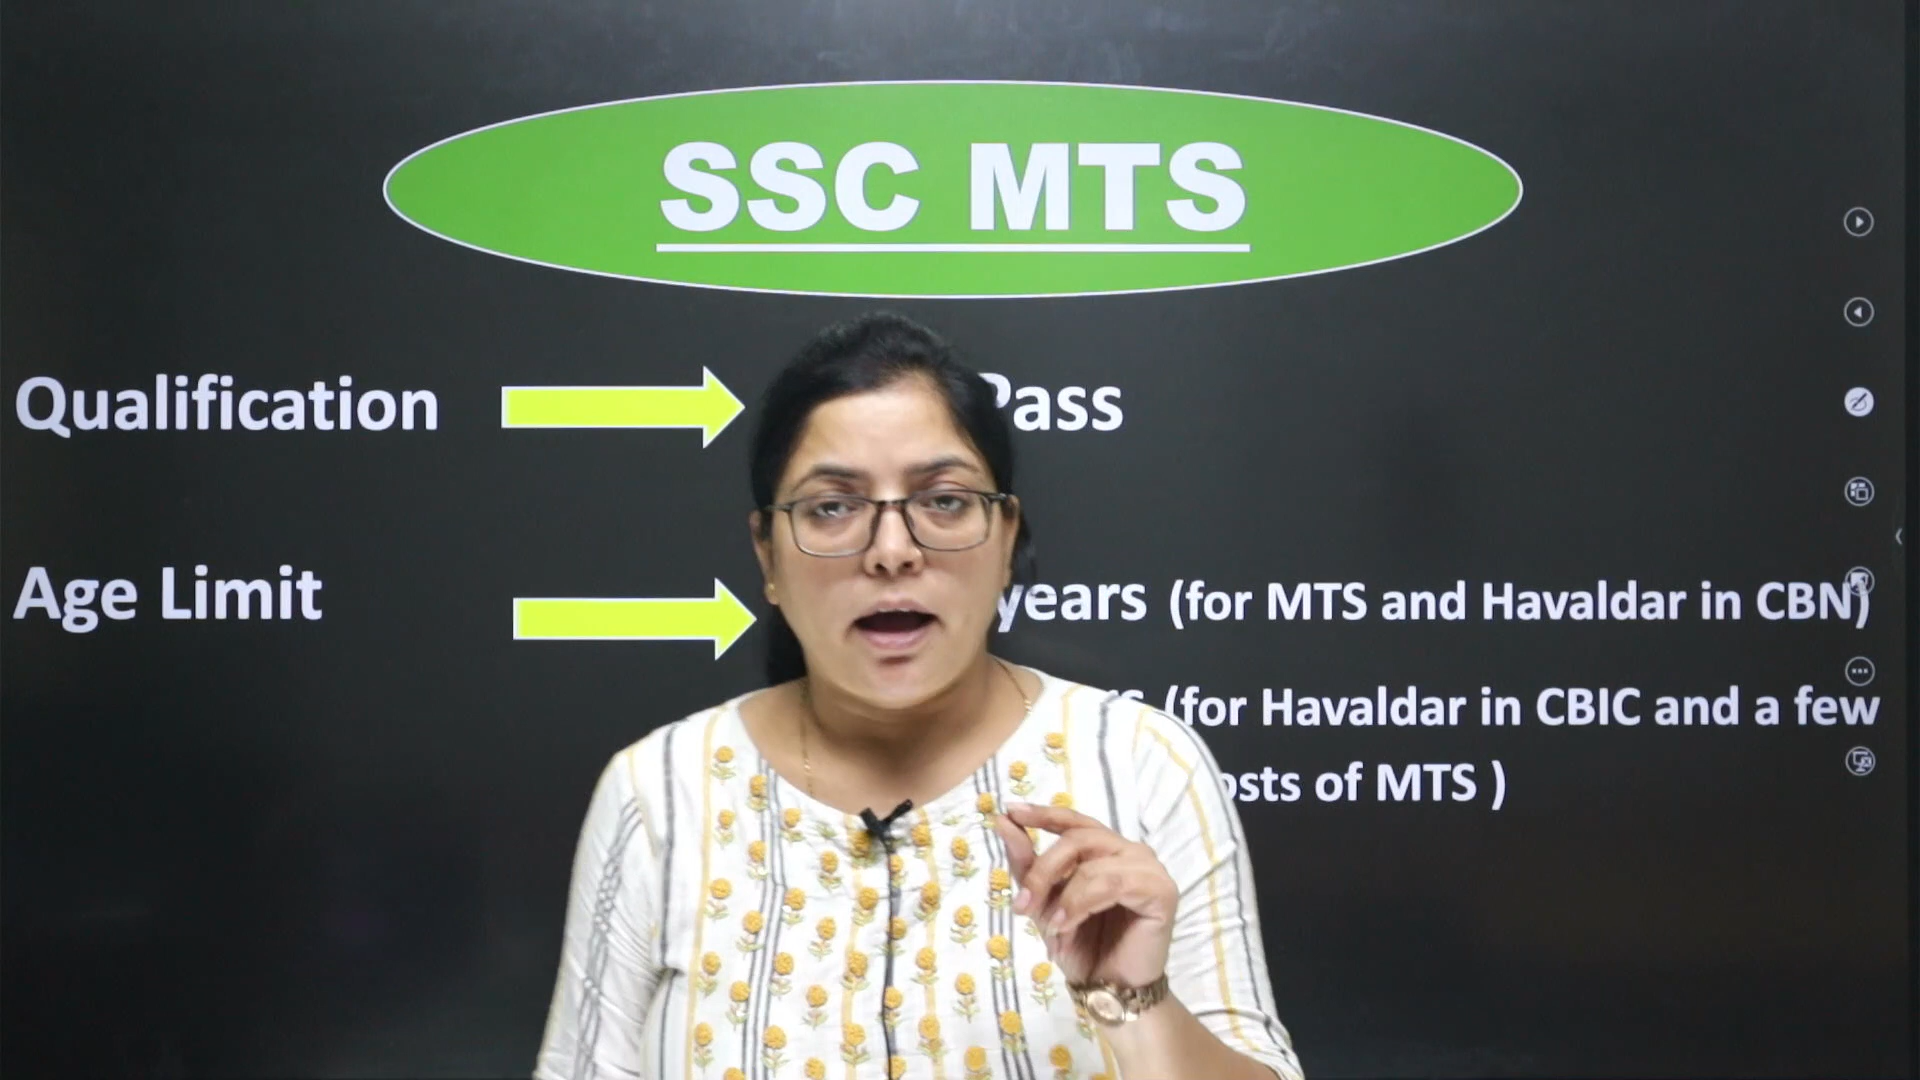 SSC MTS
Qualification Pass
Age Limit years (for MTS and Havaldar in CBN)
(for Havaldar in CBIC and a few
of MTS )